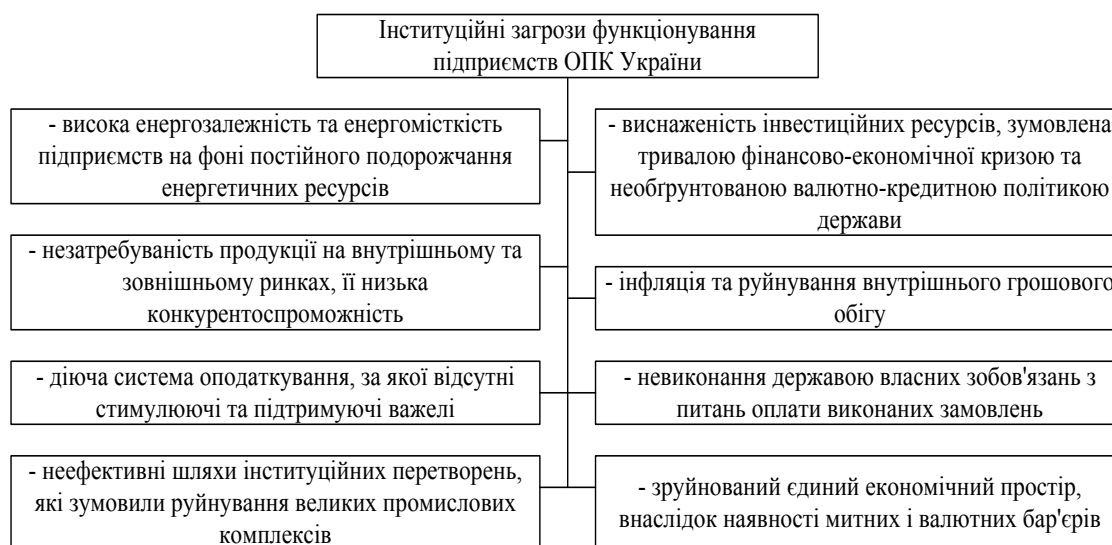 Інституційні загрози функціонування
підприємств ОПК України
- висока енергозалежність та енергомісткість
підприємств на фоні постійного подорожчання
енергетичних ресурсів
- виснаженість інвестиційних ресурсів, зумовлена
тривалою фінансово-економічної кризою та
необґрунтованою валютно-кредитною політикою
держави
- незатребуваність продукції на внутрішньому та
зовнішньому ринках, її низька
конкурентоспроможність
- інфляція та руйнування внутрішнього грошового
обігу
- діюча система оподаткування, за якої відсутні
стимулюючі та підтримуючі важелі
- невиконання державою власних зобов'язань з
питань оплати виконаних замовлень
- неефективні шляхи інституційних перетворень,
які зумовили руйнування великих промислових
комплексів
- зруйнований єдиний економічний простір,
внаслідок наявності митних і валютних бар'єрів